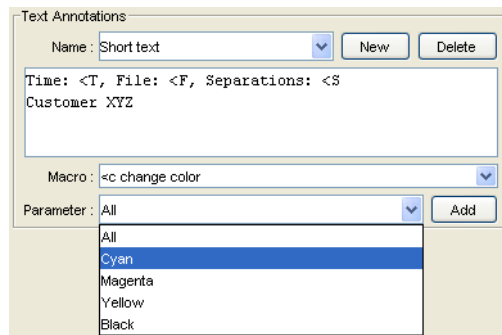 Text Annotations
Name : Short text New Delete
Time: <T, File: <F, Separations: <S
Customer XYZ
Macro : <c change color
Parameter : All Add
All
Cyan
Magenta
Yellow
Black